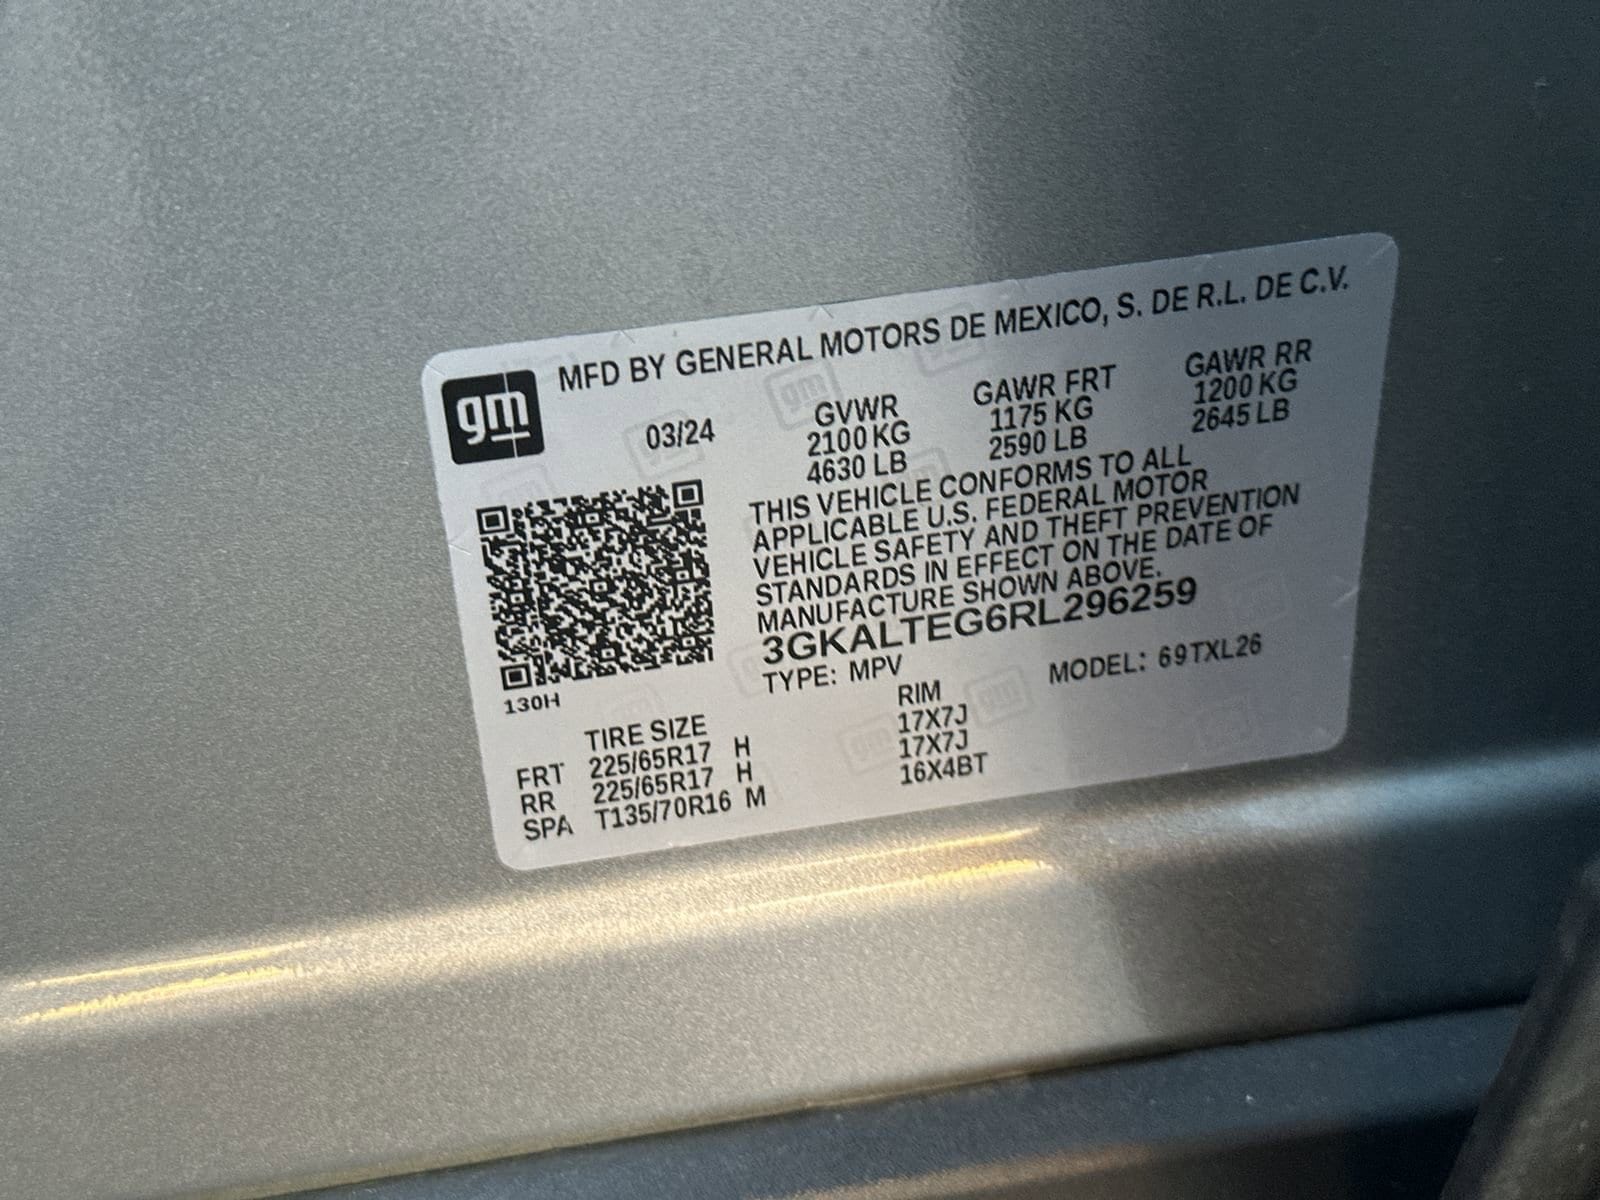 gm
MFD BY GENERAL MOTORS DE MEXICO, S. DE R.L. DE C.V.
03/24
GVWR GAWR FRT GAWR RR
2100 KG 1175 KG 1200 KG
4630 LB 2590 LB 2645 LB
THIS VEHICLE CONFORMS TO ALL
APPLICABLE U.S. FEDERAL MOTOR
VEHICLE SAFETY AND THEFT PREVENTION
STANDARDS IN EFFECT ON THE DATE OF
MANUFACTURE SHOWN ABOVE.
3GKALTEG6RL296259
TYPE: MPV MODEL: 69TXL26
130H
TIRE SIZE RIM
FRT 225/65R17 H 17X7J
RR 225/65R17 H 17X7J
SPA T135/70R16 M 16X4BT